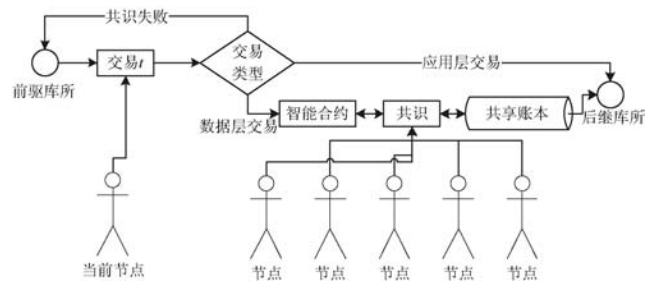 共识失败
交易t
交易
类型
应用层交易
前驱库所
数据层交易
智能合约
共识
共享账本
后继库所
当前节点
节点
节点
节点
节点
节点